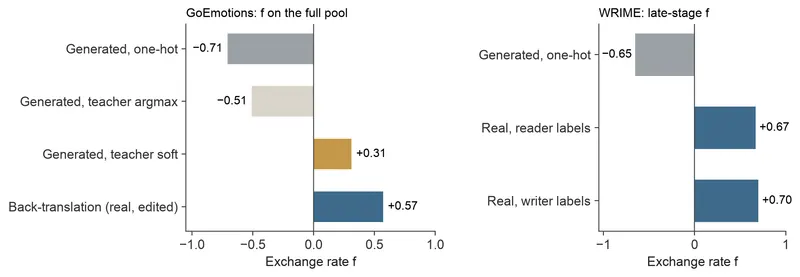 GoEmotions: f on the full pool
Generated, one-hot
−0.71
Generated, teacher argmax
−0.51
Generated, teacher soft
+0.31
Back-translation (real, edited)
+0.57
−1.0 −0.5 0.0 0.5 1.0
Exchange rate f
WRIME: late-stage f
Generated, one-hot
−0.65
Real, reader labels
+0.67
Real, writer labels
+0.70
−1 0 1
Exchange rate f